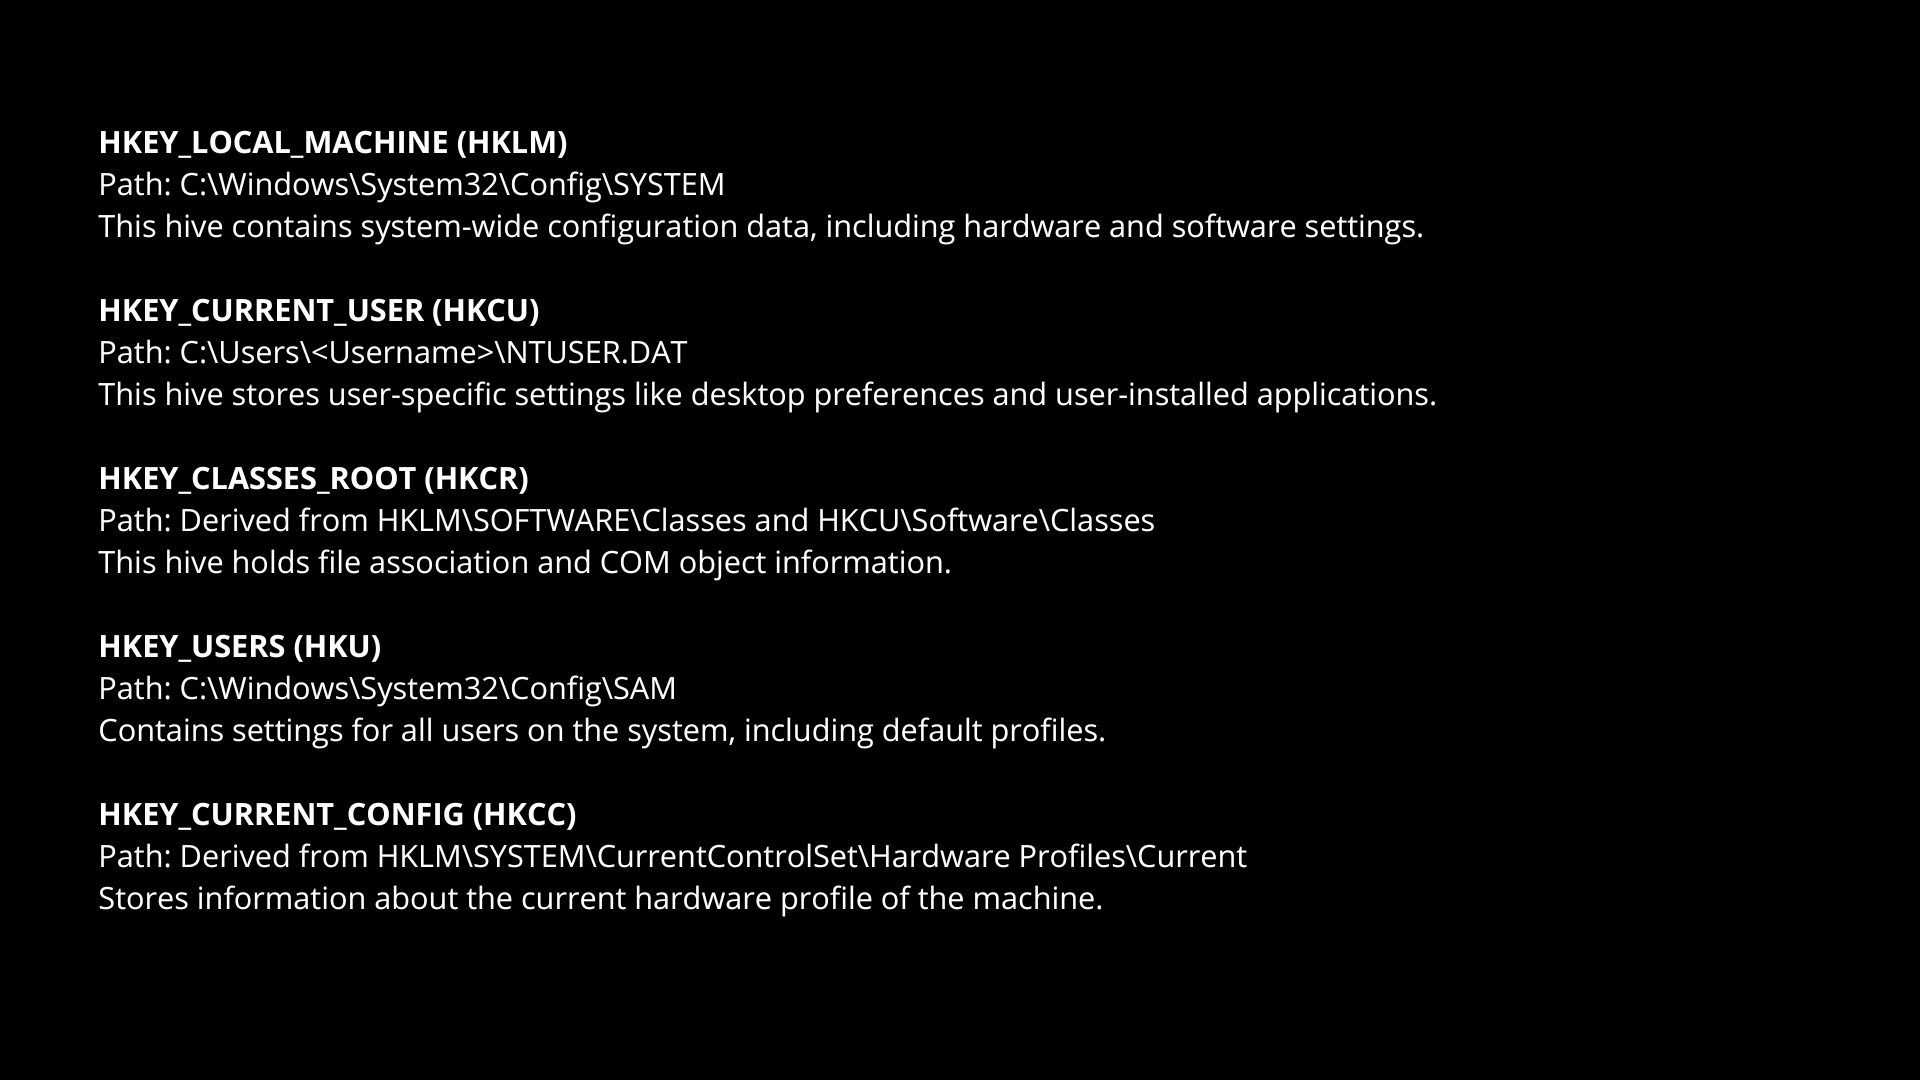 HKEY_LOCAL_MACHINE (HKLM)
Path: C:\Windows\System32\Config\SYSTEM
This hive contains system-wide configuration data, including hardware and software settings.
HKEY_CURRENT_USER (HKCU)
Path: C:\Users\<Username>\NTUSER.DAT
This hive stores user-specific settings like desktop preferences and user-installed applications.
HKEY_CLASSES_ROOT (HKCR)
Path: Derived from HKLM\SOFTWARE\Classes and HKCU\Software\Classes
This hive holds file association and COM object information.
HKEY_USERS (HKU)
Path: C:\Windows\System32\Config\SAM
Contains settings for all users on the system, including default profiles.
HKEY_CURRENT_CONFIG (HKCC)
Path: Derived from HKLM\SYSTEM\CurrentControlSet\Hardware Profiles\Current
Stores information about the current hardware profile of the machine.